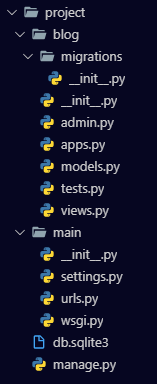 project
blog
migrations
__init__.py
__init__.py
admin.py
apps.py
models.py
tests.py
views.py
main
__init__.py
settings.py
urls.py
wsgi.py
db.sqlite3
manage.py